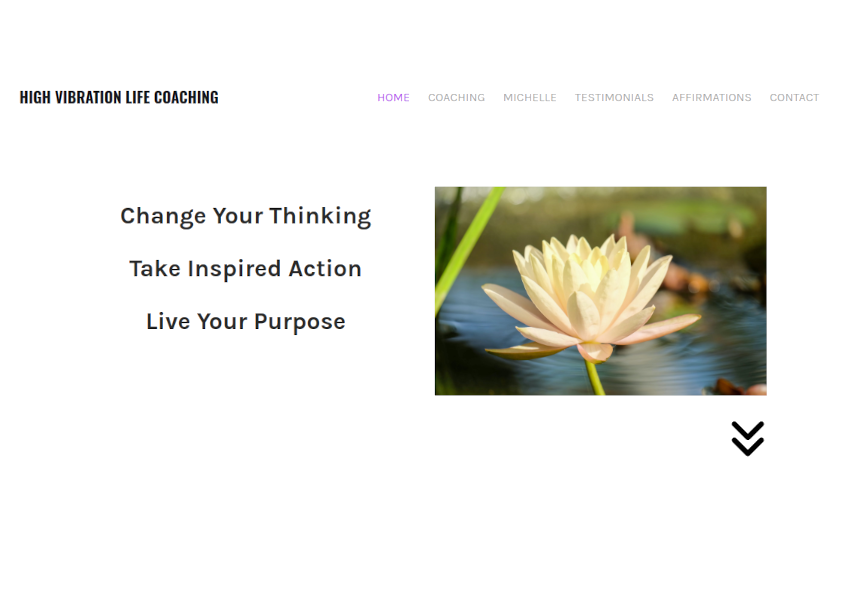 HIGH VIBRATION LIFE COACHING
HOME COACHING MICHELLE TESTIMONIALS AFFIRMATIONS CONTACT
Change Your Thinking
Take Inspired Action
Live Your Purpose